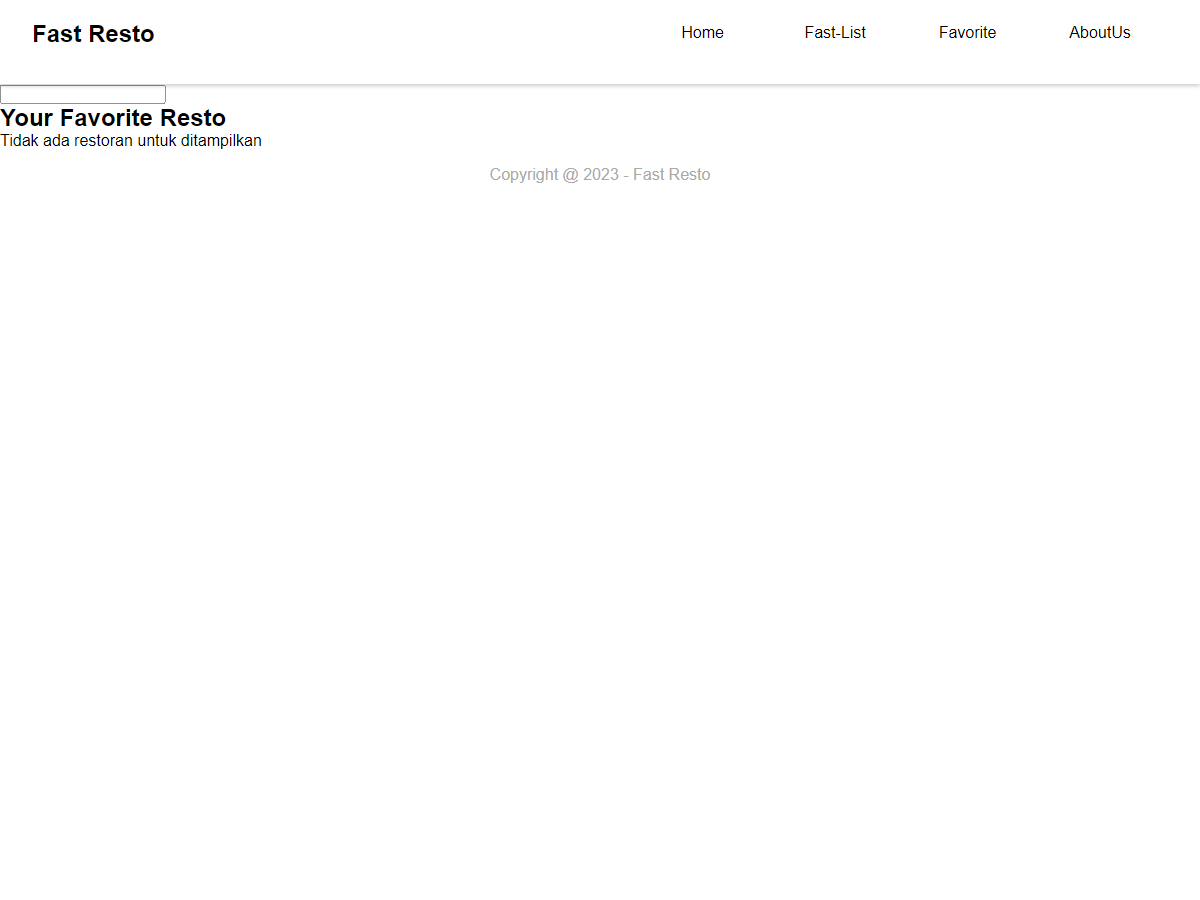 Fast Resto
Home Fast-List Favorite AboutUs
Your Favorite Resto
Tidak ada restoran untuk ditampilkan
Copyright @ 2023 - Fast Resto